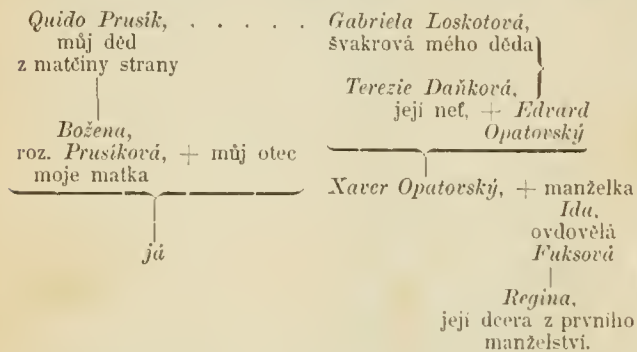 Quido Prusík, . . . . . Gabriela Loskotová,
můj děd
z matčiny strany
švakrová mého děda
Terezie Daňková,
její neť, + Edvard
Opatovský
Božena,
roz. Prusíková, + můj otec
moje matka
Xaver Opatovský, + manželka
Ida,
ovdovělá
Fuksová
já
Regina,
její dcera z prvního
manželství.